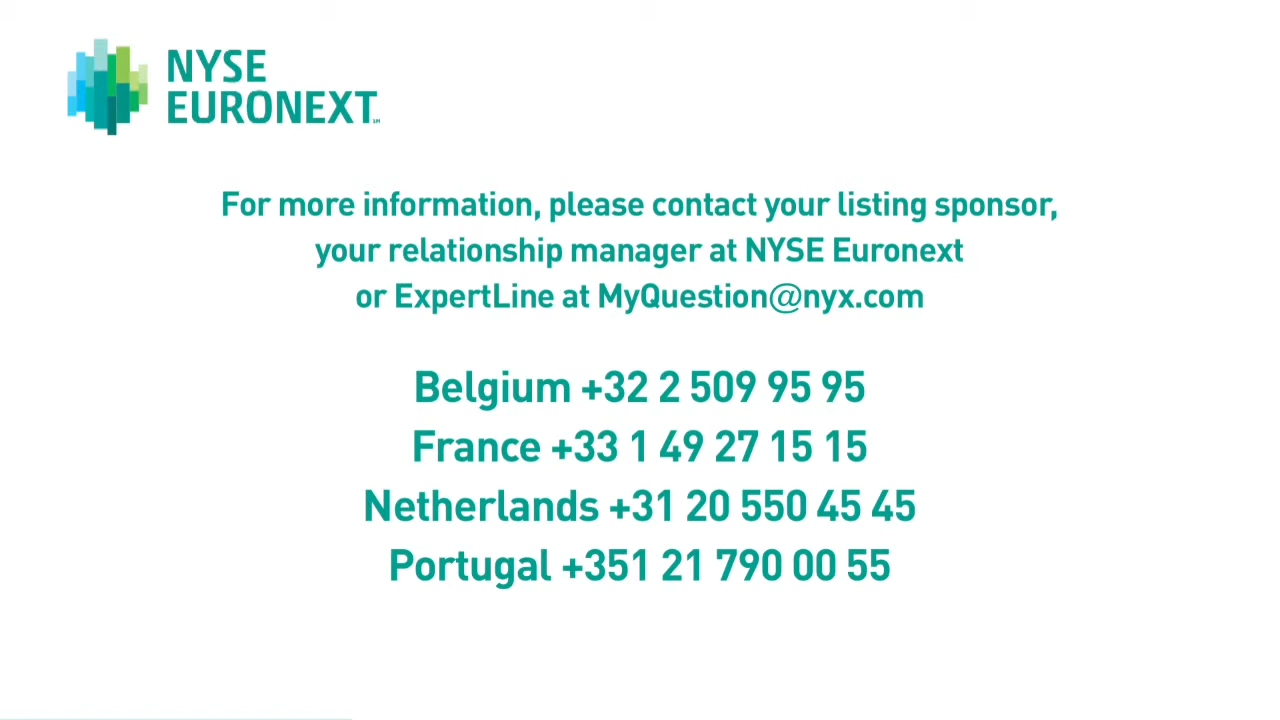 NYSE
EURONEXT
For more information, please contact your listing sponsor,
your relationship manager at NYSE Euronext
or ExpertLine at MyQuestion@nyx.com
Belgium +32 2 509 95 95
France +33 1 49 27 15 15
Netherlands +31 20 550 45 45
Portugal +351 21 790 00 55